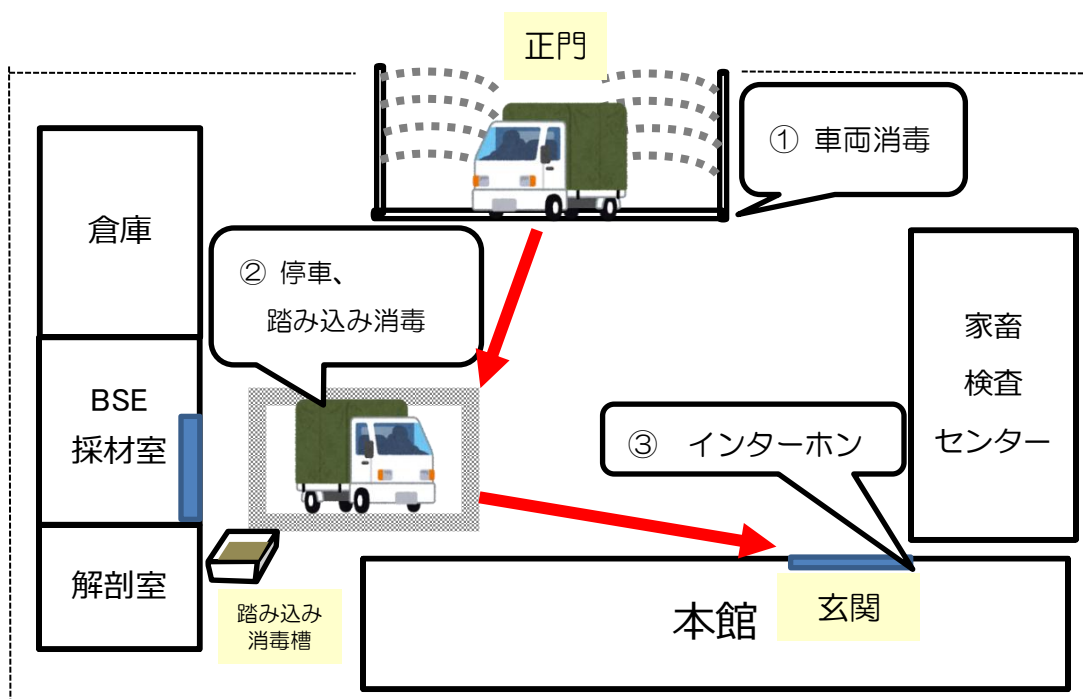 正門
① 車両消毒
倉庫
② 停車、
踏み込み消毒
家畜
検査
センター
BSE
採材室
③ インターホン
解剖室
踏み込み
消毒槽
本館
玄関